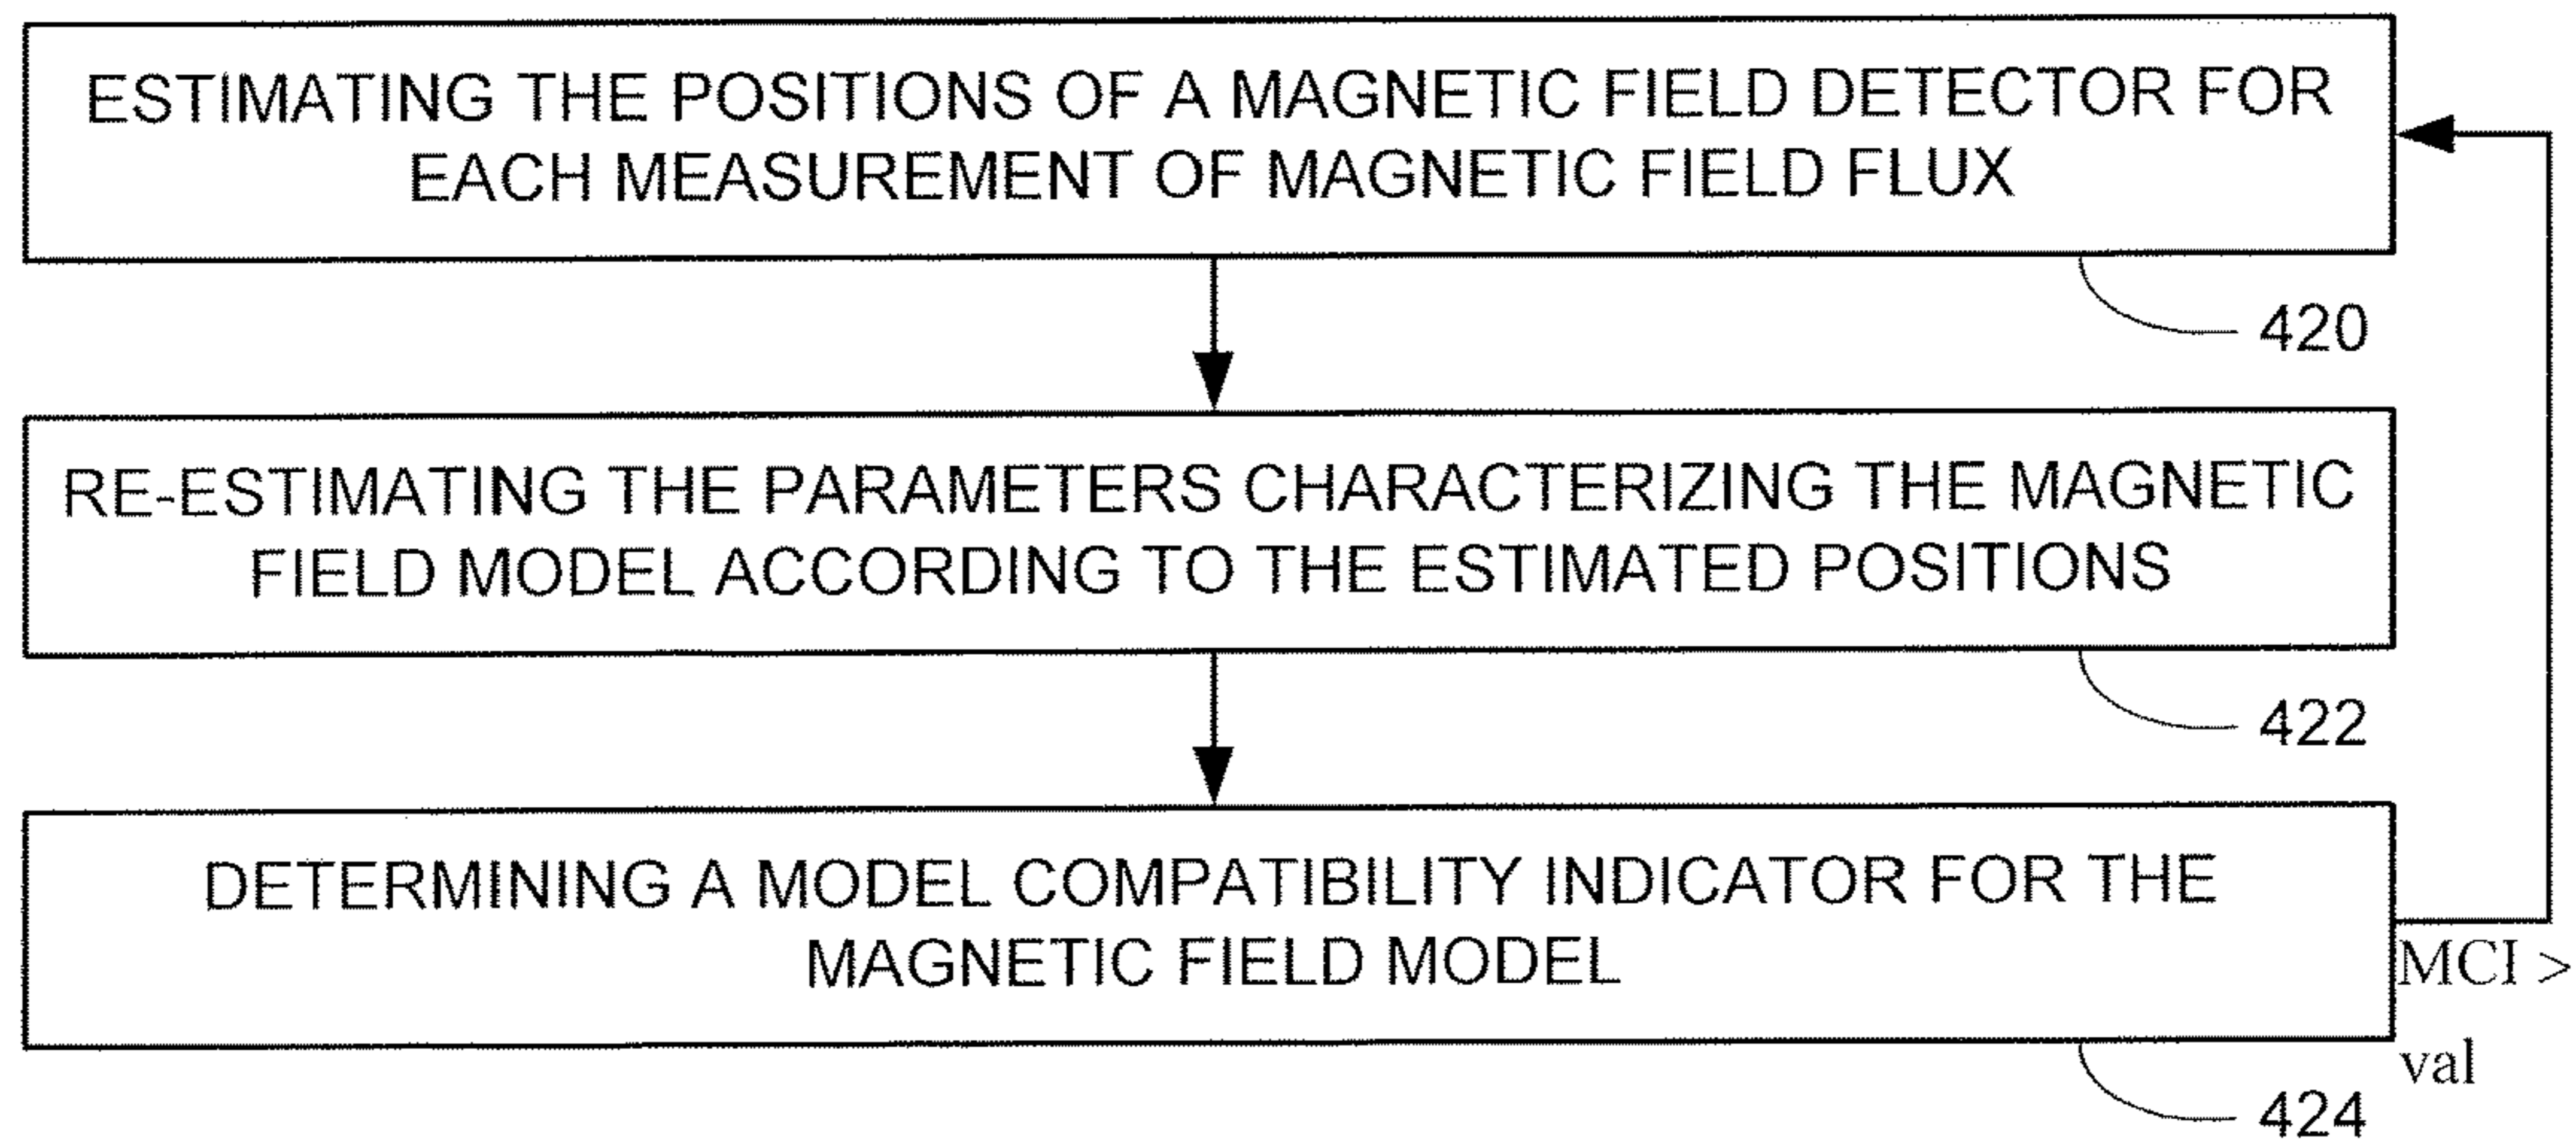 ESTIMATING THE POSITIONS OF A MAGNETIC FIELD DETECTOR FOR
EACH MEASUREMENT OF MAGNETIC FIELD FLUX
420
RE-ESTIMATING THE PARAMETERS CHARACTERIZING THE MAGNETIC
FIELD MODEL ACCORDING TO THE ESTIMATED POSITIONS
422
DETERMINING A MODEL COMPATIBILITY INDICATOR FOR THE
MAGNETIC FIELD MODEL
MCI >
val
424